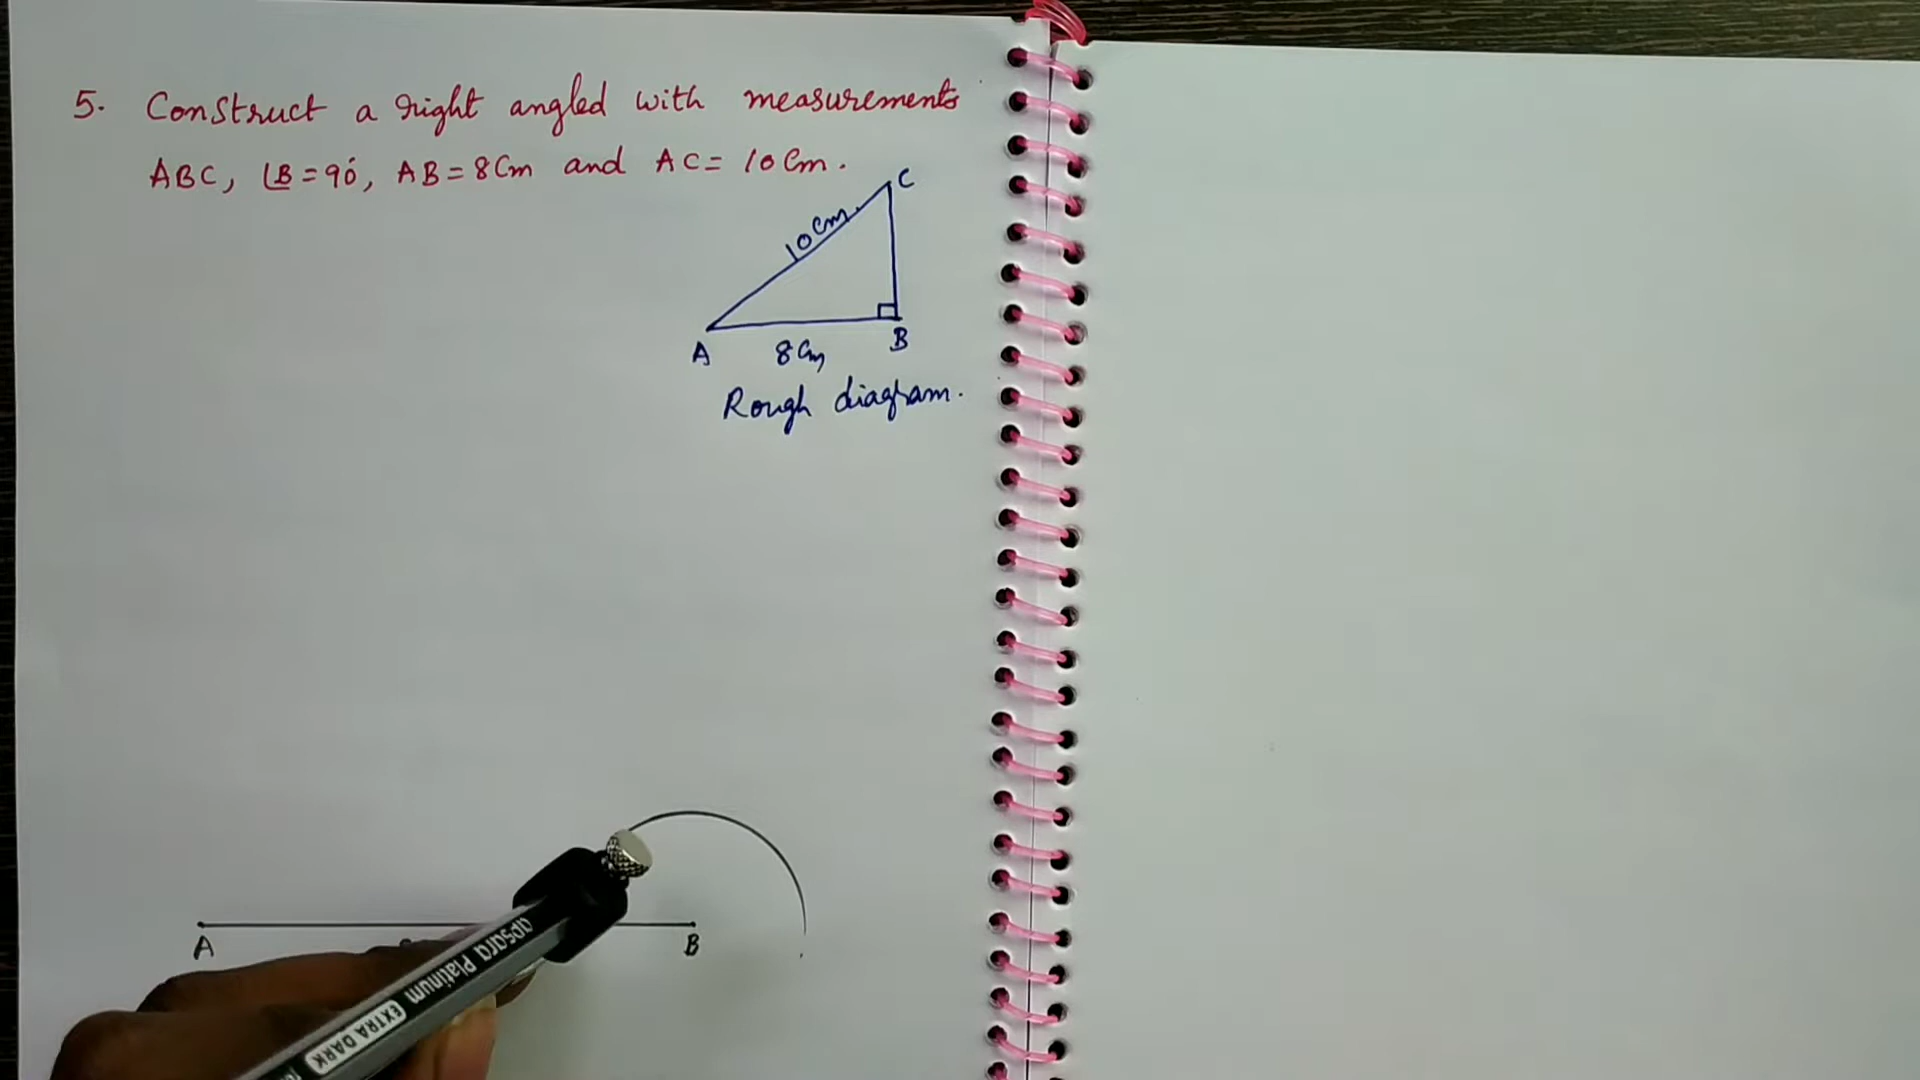 5. Construct a right angled with measurements
ABC, ∠B = 90°, AB = 8 Cm and AC = 10 Cm.
C
10 Cm
A
8 Cm
B
Rough diagram.
A
B
apsara Platinum
EXTRA DARK